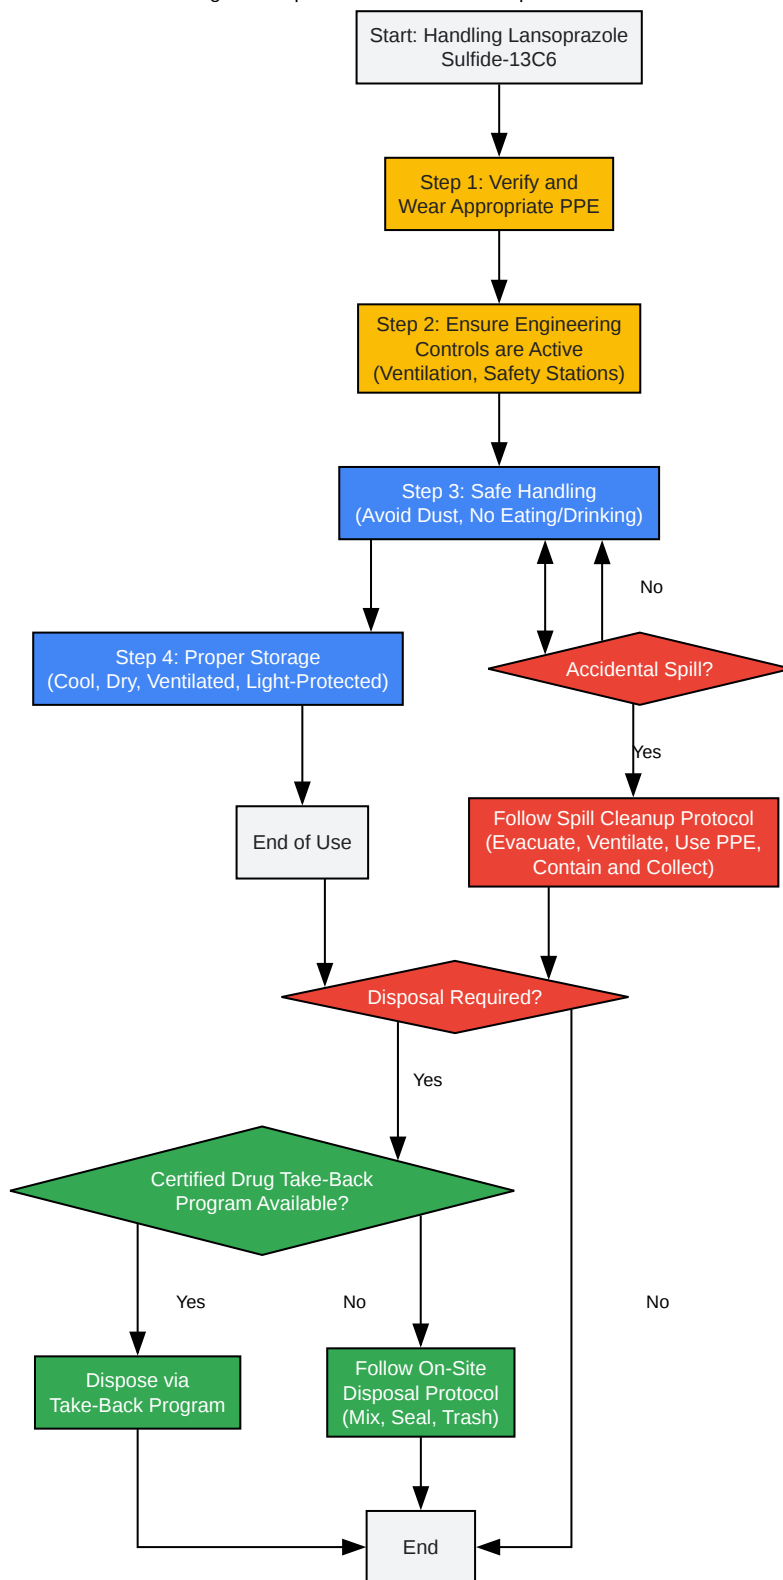 Start: Handling Lansoprazole
Sulfide-13C6
Step 1: Verify and
Wear Appropriate PPE
Step 2: Ensure Engineering
Controls are Active
(Ventilation, Safety Stations)
Step 3: Safe Handling
(Avoid Dust, No Eating/Drinking)
No
Step 4: Proper Storage
(Cool, Dry, Ventilated, Light-Protected)
Accidental Spill?
Yes
End of Use
Follow Spill Cleanup Protocol
(Evacuate, Ventilate, Use PPE,
Contain and Collect)
Disposal Required?
Yes
Certified Drug Take-Back
Program Available?
Yes
No
No
Dispose via
Take-Back Program
Follow On-Site
Disposal Protocol
(Mix, Seal, Trash)
End